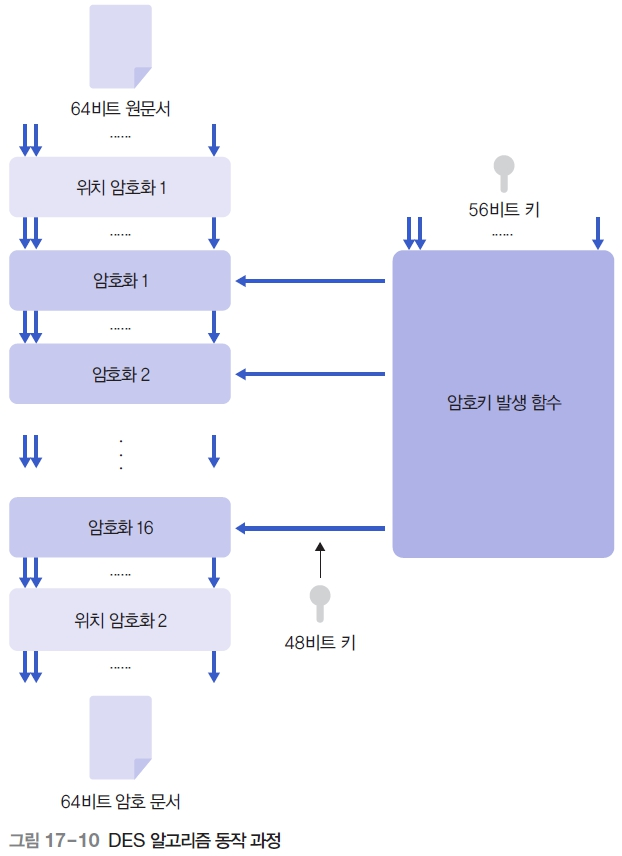 64비트 원문서
······
위치 암호화 1
56비트 키
······
······
암호화 1
······
암호화 2
암호키 발생 함수
암호화 16
······
위치 암호화 2
48비트 키
······
64비트 암호 문서
그림 17-10 DES 알고리즘 동작 과정